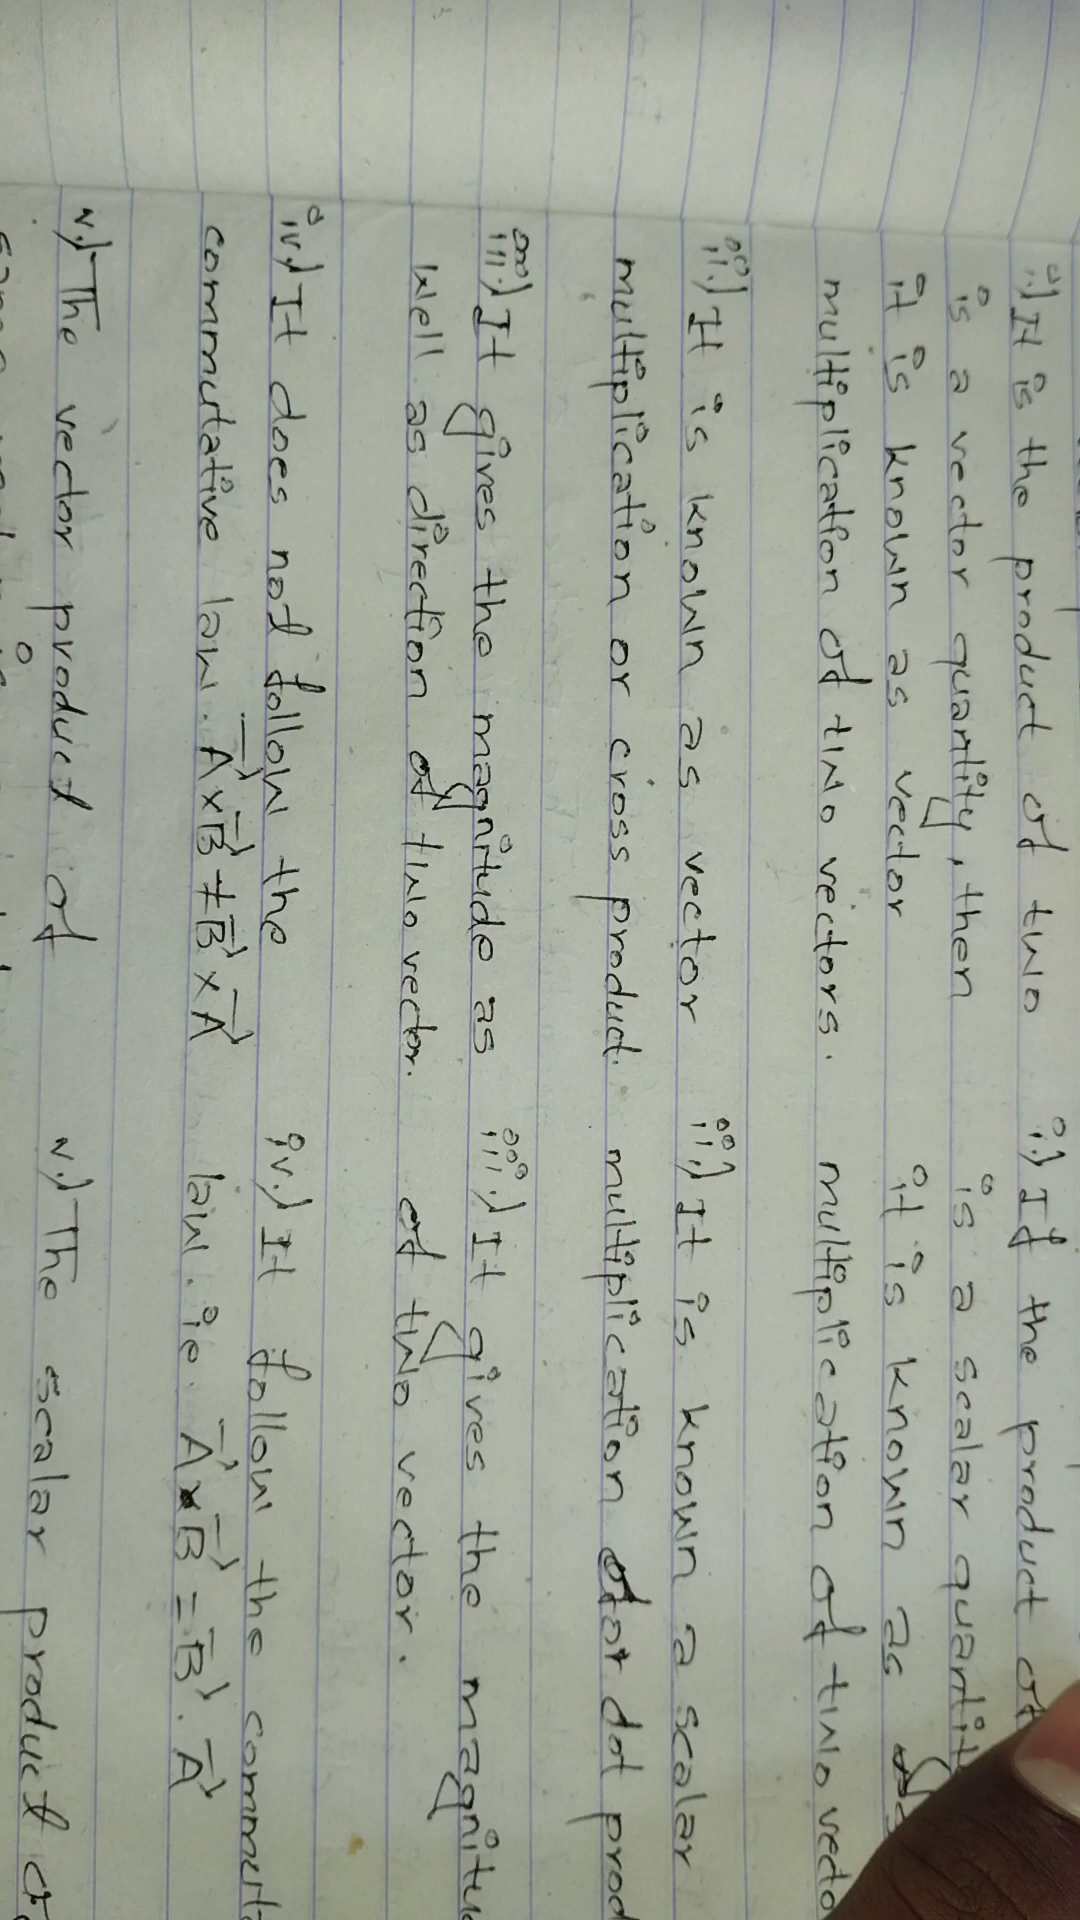 i.) It is the product of two
is a vector quantity, then
it is known as vector
multiplication of two vectors.
ii.) It is known as vector
multiplication or cross product.
iii.) It gives the magnitude as
well as direction of two vector.
iv.) It does not follow the
commutative law. A⃗ × B⃗ ≠ B⃗ × A⃗
v.) The vector product of
i.) If the product of
is a scalar quantit
it is known as
multiplication of two vecto
ii.) It is known a scalar
multiplication or dot prod
iii.) It gives the magnitu
of two vector.
iv.) It follow the commut
law. ie. A⃗ × B⃗ = B⃗ . A⃗
v.) The scalar product o